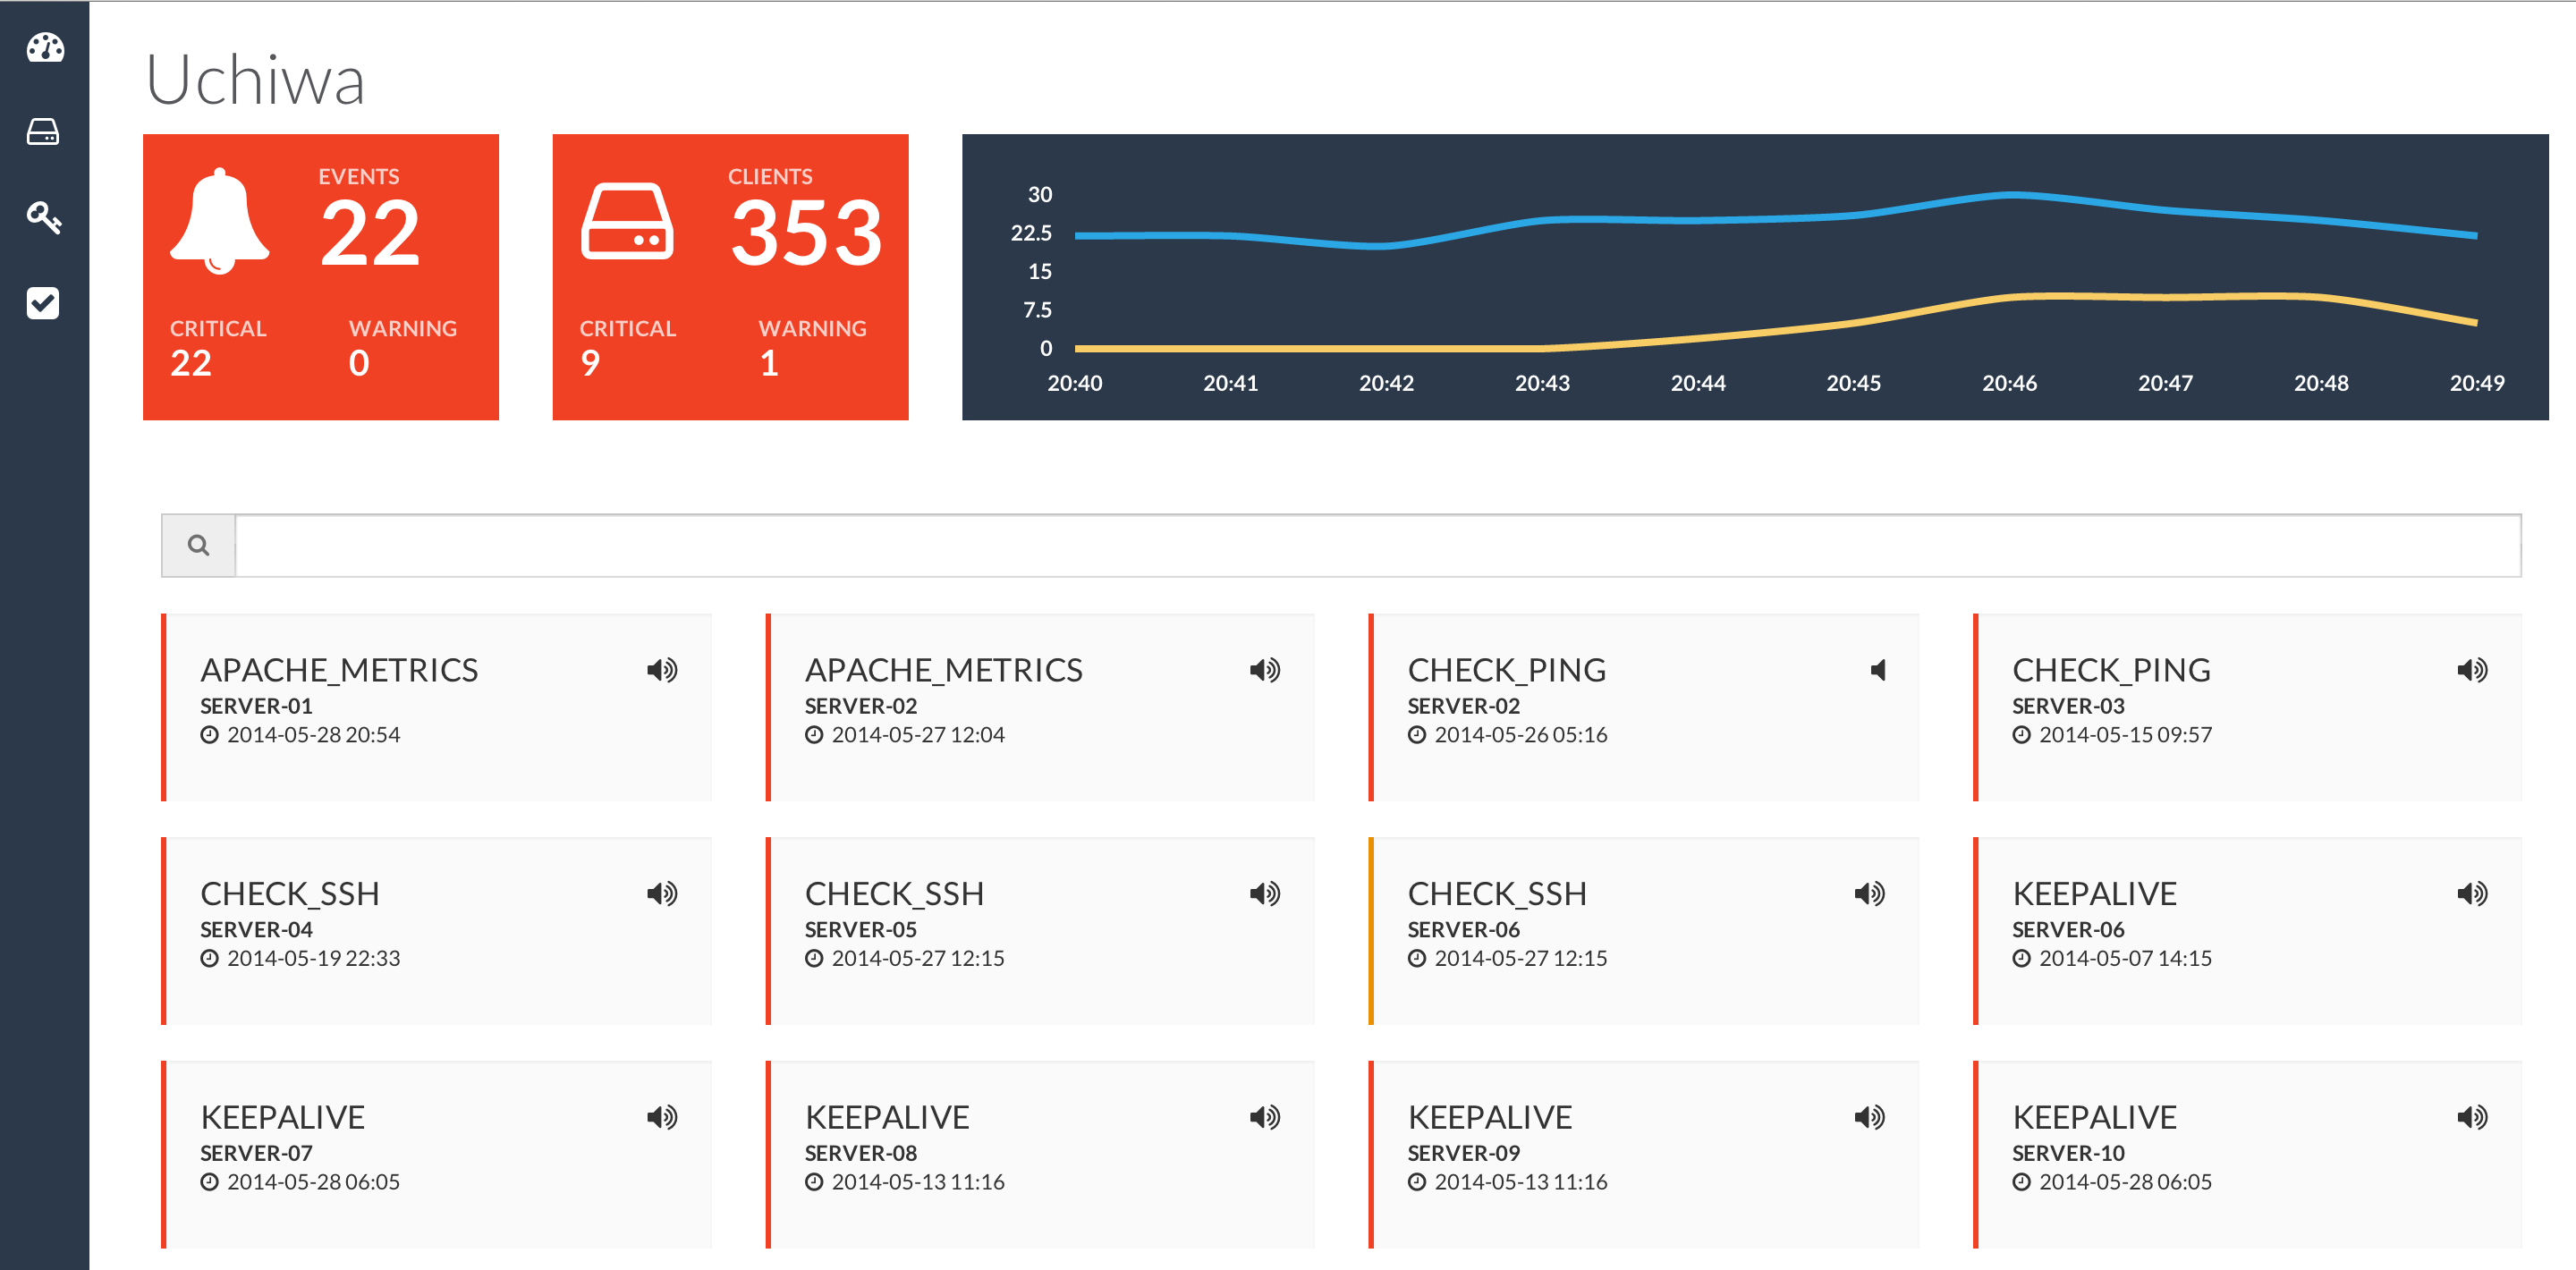 Uchiwa
EVENTS
22
CRITICAL
22
WARNING
0
CLIENTS
353
CRITICAL
9
WARNING
1
30
22.5
15
7.5
0
20:40 20:41 20:42 20:43 20:44 20:45 20:46 20:47 20:48 20:49
APACHE_METRICS
SERVER-01
2014-05-28 20:54
APACHE_METRICS
SERVER-02
2014-05-27 12:04
CHECK_PING
SERVER-02
2014-05-26 05:16
CHECK_PING
SERVER-03
2014-05-15 09:57
CHECK_SSH
SERVER-04
2014-05-19 22:33
CHECK_SSH
SERVER-05
2014-05-27 12:15
CHECK_SSH
SERVER-06
2014-05-27 12:15
KEEPALIVE
SERVER-06
2014-05-07 14:15
KEEPALIVE
SERVER-07
2014-05-28 06:05
KEEPALIVE
SERVER-08
2014-05-13 11:16
KEEPALIVE
SERVER-09
2014-05-13 11:16
KEEPALIVE
SERVER-10
2014-05-28 06:05